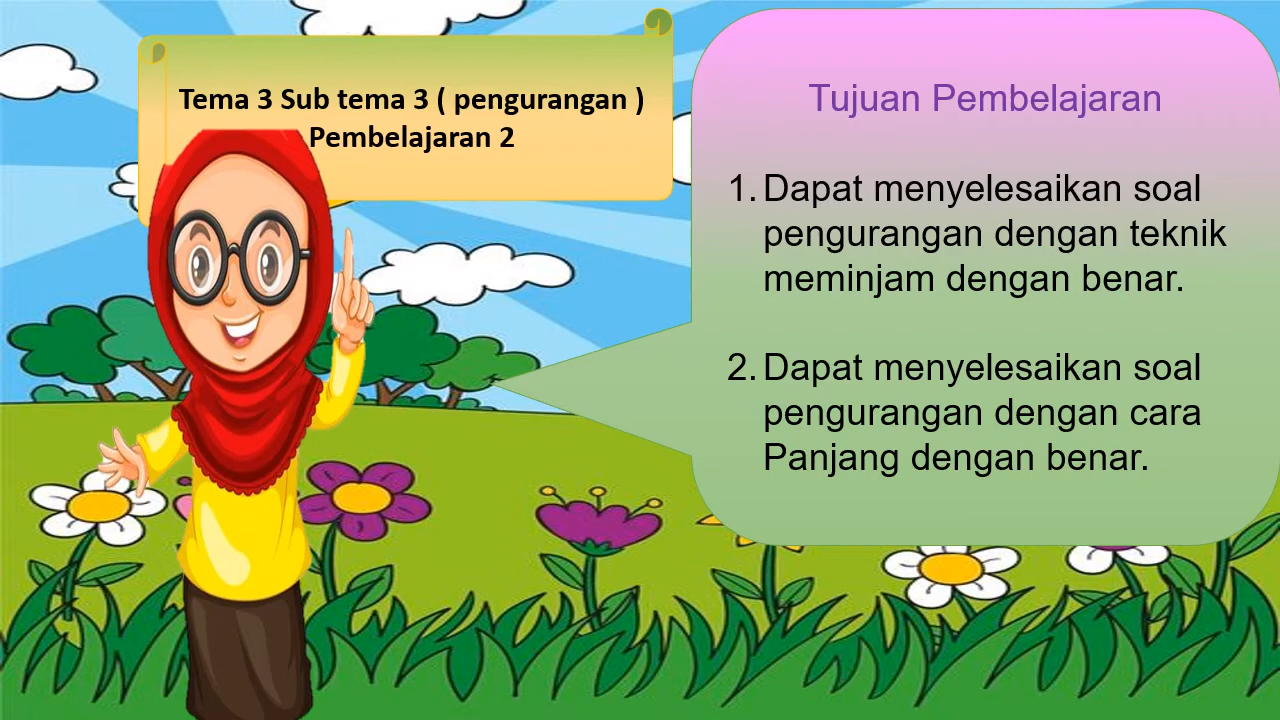 Tema 3 Sub tema 3 ( pengurangan )
Pembelajaran 2
Tujuan Pembelajaran
1. Dapat menyelesaikan soal
pengurangan dengan teknik
meminjam dengan benar.
2. Dapat menyelesaikan soal
pengurangan dengan cara
Panjang dengan benar.